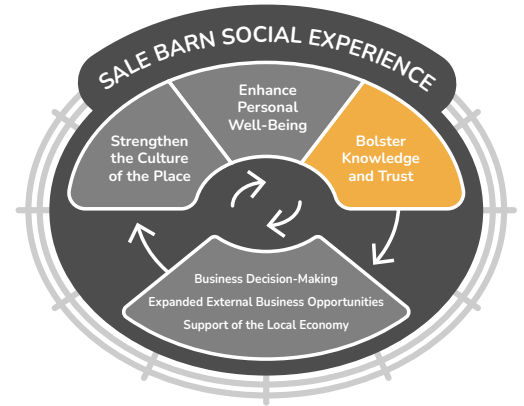 SALE BARN SOCIAL EXPERIENCE
Enhance
Personal
Well-Being
Strengthen
the Culture
of the Place
Bolster
Knowledge
and Trust
Business Decision-Making
Expanded External Business Opportunities
Support of the Local Economy